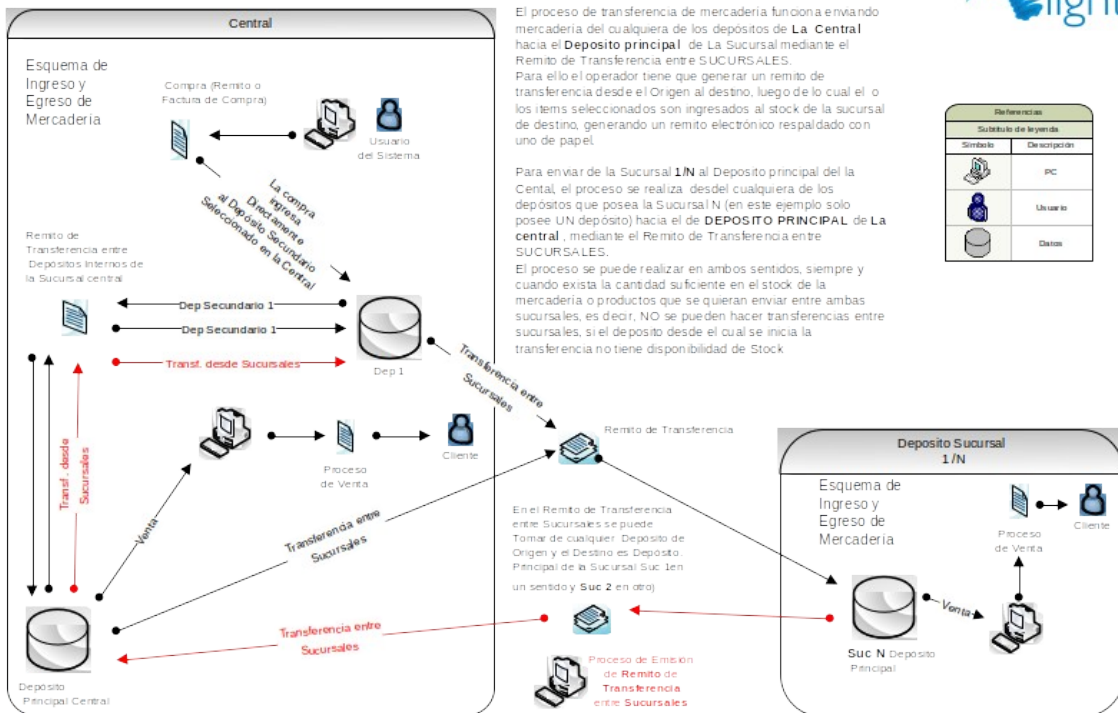 Central
Esquema de
Ingreso y
Egreso de
Mercaderia
Compra (Remito o
Factura de Compra)
Usuario
del Sistema
La compra
ingresa
Directamente
al Depósito Secundario
Seleccionado en la Central
Remito de
Transferencia entre
Depósitos Internos de
la Sucursal central
Dep Secundario 1
Dep Secundario 1
Transf. desde Sucursales
Dep 1
Transferencia entre
Sucursales
Transf. desde
Sucursales
Proceso
de Venta
Cliente
Venta
Transferencia entre
Sucursales
Transferencia entre
Sucursales
Depósito
Principal Central
El proceso de transferencia de mercadería funciona enviando
mercadería del cualquiera de los depósitos de La Central
hacia el Deposito principal de La Sucursal mediante el
Remito de Transferencia entre SUCURSALES.
Para ello el operador tiene que generar un remito de
transferencia desde el Origen al destino, luego de lo cual el o
los items seleccionados son ingresados al stock de la sucursal
de destino, generando un remito electrónico respaldado con
uno de papel.
Para enviar de la Sucursal 1/N al Deposito principal del la
Cental, el proceso se realiza desdel cualquiera de los
depósitos que posea la Sucursal N (en este ejemplo solo
posee UN depósito) hacia el de DEPOSITO PRINCIPAL de La
central , mediante el Remito de Transferencia entre
SUCURSALES.
El proceso se puede realizar en ambos sentidos, siempre y
cuando exista la cantidad suficiente en el stock de la
mercadería o productos que se quieran enviar entre ambas
sucursales, es decir, NO se pueden hacer transferencias entre
sucursales, si el deposito desde el cual se inicia la
transferencia no tiene disponibilidad de Stock
light
Referencias
Subtítulo de leyenda
Símbolo Descripción
PC
Usuario
Datos
Remito de Transferencia
En el Remito de Transferencia
entre Sucursales se puede
Tomar de cualquier Depósito de
Origen y el Destino es Depósito.
Principal de la Sucursal Suc 1en
un sentido y Suc 2 en otro)
Proceso de Emisión
de Remito de
Transferencia
entre Sucursales
Deposito Sucursal
1/N
Esquema de
Ingreso y
Egreso de
Mercaderia
Proceso
de Venta
Cliente
Venta
Suc N Depósito
Principal